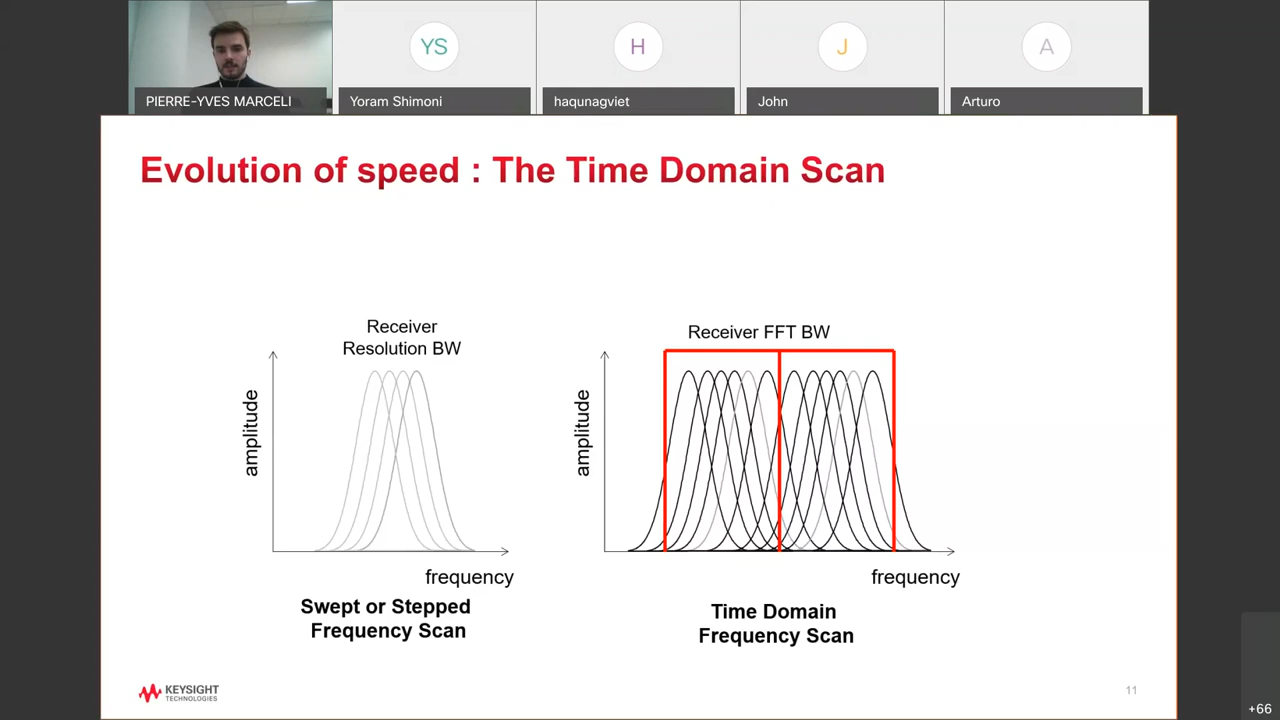 YS
H
J
A
PIERRE-YVES MARCELI
Yoram Shimoni
haqunagviet
John
Arturo
Evolution of speed : The Time Domain Scan
Receiver
Resolution BW
amplitude
frequency
Swept or Stepped
Frequency Scan
Receiver FFT BW
amplitude
frequency
Time Domain
Frequency Scan
KEYSIGHT
TECHNOLOGIES
11
+66